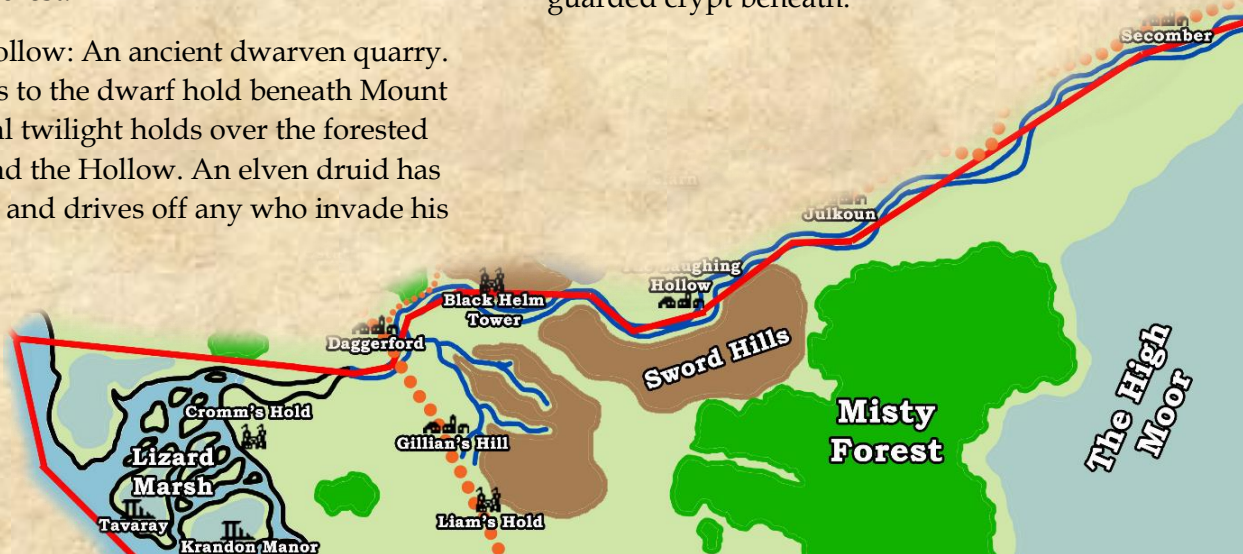 guarded crypt beneath.
ollow: An ancient dwarven quarry.
s to the dwarf hold beneath Mount
l twilight holds over the forested
nd the Hollow. An elven druid has
and drives off any who invade his
Secomber
Julkoun
Laughing
Hollow
Black Helm
Tower
Daggerford
Sword Hills
Cromm's Hold
Gillian's Hill
Misty
Forest
The High
Moor
Lizard
Marsh
Liam's Hold
Tavaray
Krandon Manor